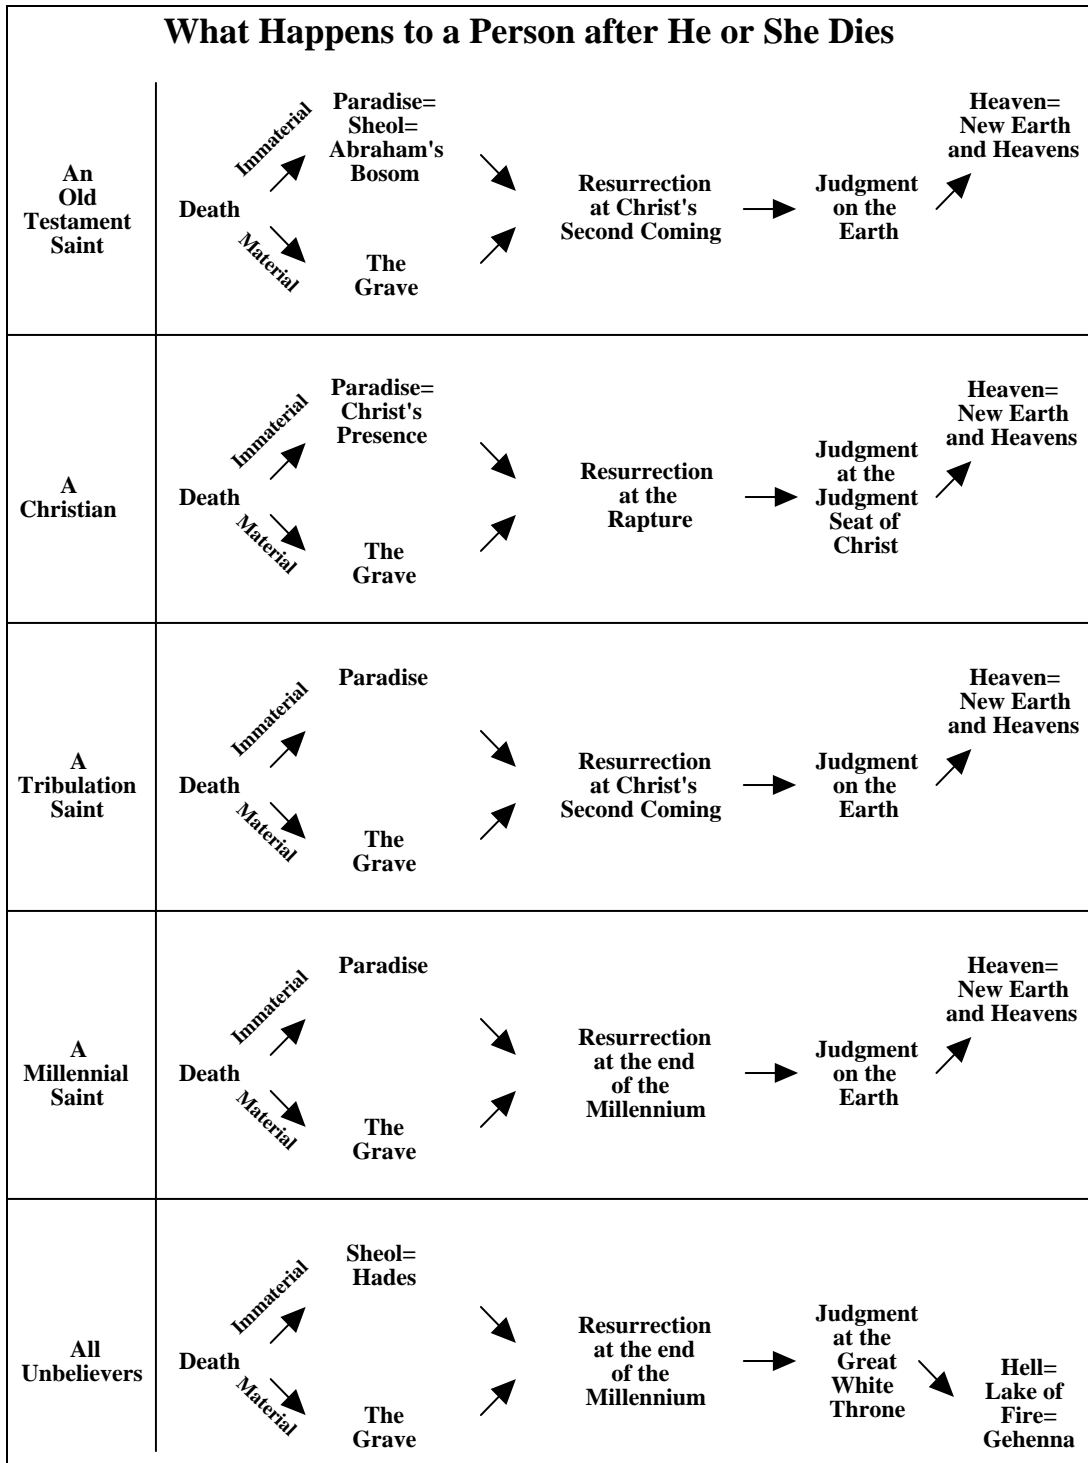 What Happens to a Person after He or She Dies
An
Old
Testament
Saint
Death
Immaterial
Material
Paradise=
Sheol=
Abraham's
Bosom
The
Grave
Resurrection
at Christ's
Second Coming
Judgment
on the
Earth
Heaven=
New Earth
and Heavens
A
Christian
Death
Immaterial
Material
Paradise=
Christ's
Presence
The
Grave
Resurrection
at the
Rapture
Judgment
at the
Judgment
Seat of
Christ
Heaven=
New Earth
and Heavens
A
Tribulation
Saint
Death
Immaterial
Material
Paradise
The
Grave
Resurrection
at Christ's
Second Coming
Judgment
on the
Earth
Heaven=
New Earth
and Heavens
A
Millennial
Saint
Death
Immaterial
Material
Paradise
The
Grave
Resurrection
at the end
of the
Millennium
Judgment
on the
Earth
Heaven=
New Earth
and Heavens
All
Unbelievers
Death
Immaterial
Material
Sheol=
Hades
The
Grave
Resurrection
at the end
of the
Millennium
Judgment
at the
Great
White
Throne
Hell=
Lake of
Fire=
Gehenna